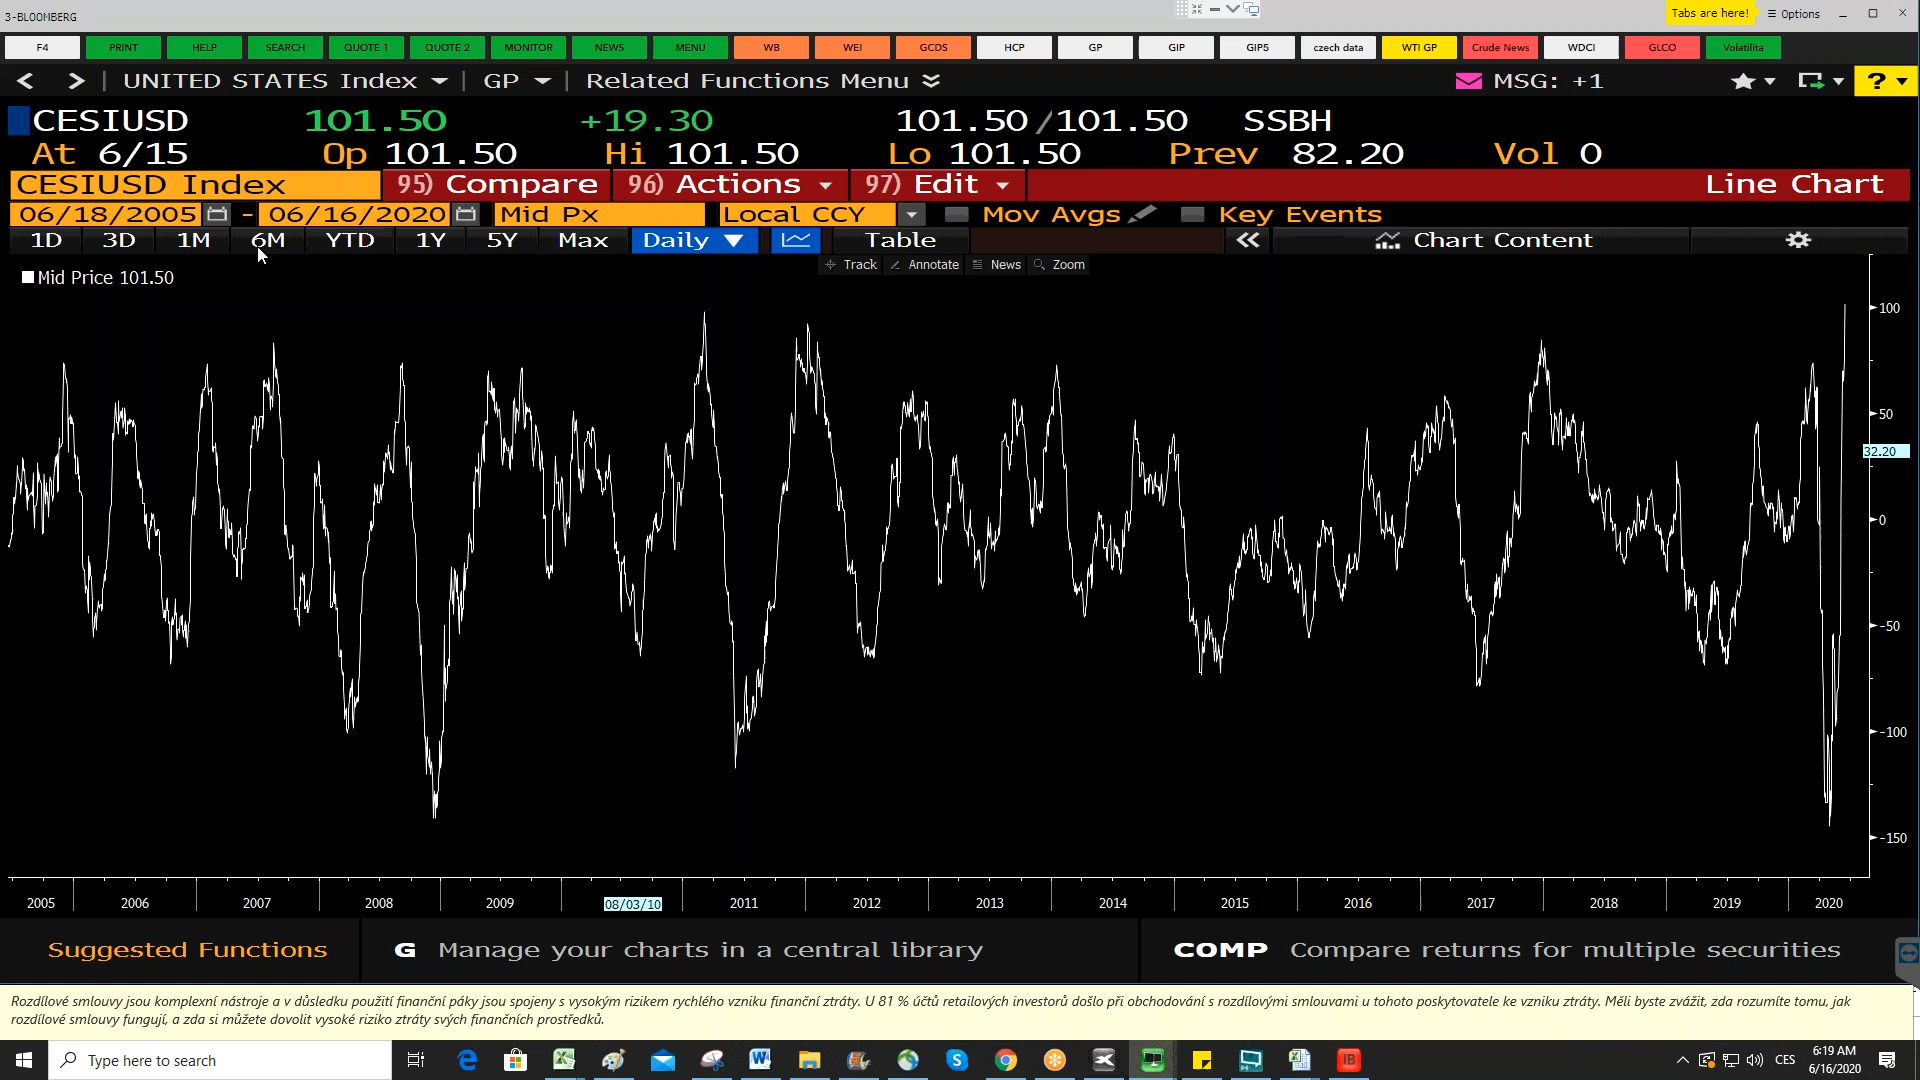 3-BLOOMBERG
Tabs are here! Options
F4 PRINT HELP SEARCH QUOTE 1 QUOTE 2 MONITOR NEWS MENU WB WEI GCDS HCP GP GIP GIP5 czech data WTI GP Crude News WDCI GLCO Volatilita
UNITED STATES Index GP Related Functions Menu MSG: +1 ?
CESIUSD 101.50 +19.30 101.50/101.50 SSBH
At 6/15 Op 101.50 Hi 101.50 Lo 101.50 Prev 82.20 Vol 0
CESIUSD Index 95) Compare 96) Actions 97) Edit Line Chart
06/18/2005 - 06/16/2020 Mid Px Local CCY Mov Avgs Key Events
1D 3D 1M 6M YTD 1Y 5Y Max Daily Table Chart Content
Track Annotate News Zoom
Mid Price 101.50
100
50
32.20
0
-50
-100
-150
2005 2006 2007 2008 2009 08/03/10 2011 2012 2013 2014 2015 2016 2017 2018 2019 2020
Suggested Functions G Manage your charts in a central library COMP Compare returns for multiple securities
Rozdílové smlouvy jsou komplexní nástroje a v důsledku použití finanční páky jsou spojeny s vysokým rizikem rychlého vzniku finanční ztráty. U 81 % účtů retailových investorů došlo při obchodování s rozdílovými smlouvami u tohoto poskytovatele ke vzniku ztráty. Měli byste zvážit, zda rozumíte tomu, jak
rozdílové smlouvy fungují, a zda si můžete dovolit vysoké riziko ztráty svých finančních prostředků.
Type here to search
CES
6:19 AM
6/16/2020